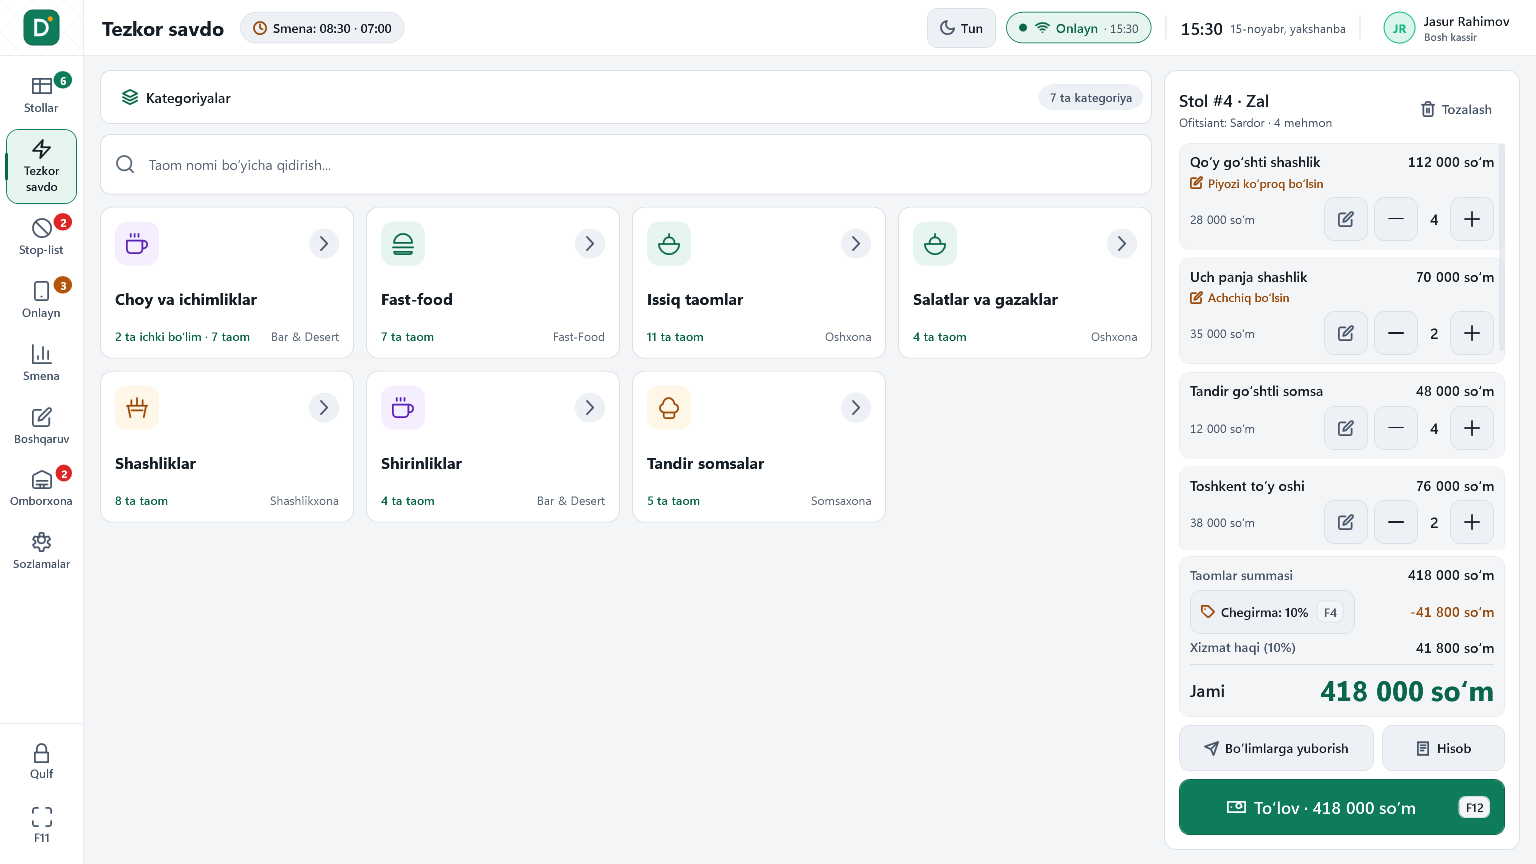 D
Tezkor savdo
Smena: 08:30 · 07:00
Tun
Onlayn · 15:30
15:30 15-noyabr, yakshanba
JR
Jasur Rahimov
Bosh kassir
6
Stollar
Tezkor
savdo
2
Stop-list
3
Onlayn
Smena
Boshqaruv
2
Omborxona
Sozlamalar
Qulf
F11
Kategoriyalar
7 ta kategoriya
Taom nomi bo‘yicha qidirish...
Choy va ichimliklar
2 ta ichki bo‘lim · 7 taom Bar & Desert
Fast-food
7 ta taom Fast-Food
Issiq taomlar
11 ta taom Oshxona
Salatlar va gazaklar
4 ta taom Oshxona
Shashliklar
8 ta taom Shashlikxona
Shirinliklar
4 ta taom Bar & Desert
Tandir somsalar
5 ta taom Somsaxona
Stol #4 · Zal
Ofitsiant: Sardor · 4 mehmon
Tozalash
Qo‘y go‘shti shashlik 112 000 so‘m
Piyozi ko‘proq bo‘lsin
28 000 so‘m 4
Uch panja shashlik 70 000 so‘m
Achchiq bo‘lsin
35 000 so‘m 2
Tandir go‘shtli somsa 48 000 so‘m
12 000 so‘m 4
Toshkent to‘y oshi 76 000 so‘m
38 000 so‘m 2
Taomlar summasi 418 000 so‘m
Chegirma: 10% F4 -41 800 so‘m
Xizmat haqi (10%) 41 800 so‘m
Jami 418 000 so‘m
Bo‘limlarga yuborish
Hisob
To‘lov · 418 000 so‘m F12